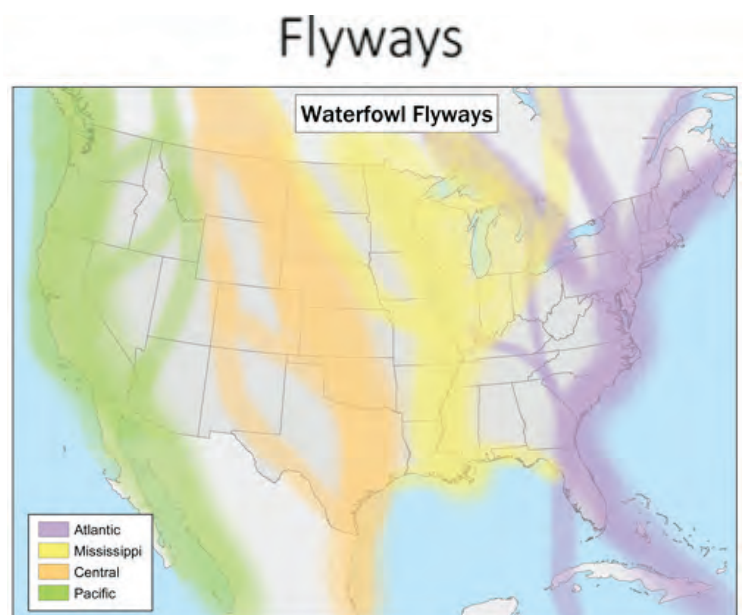 Flyways
Waterfowl Flyways
Atlantic
Mississippi
Central
Pacific